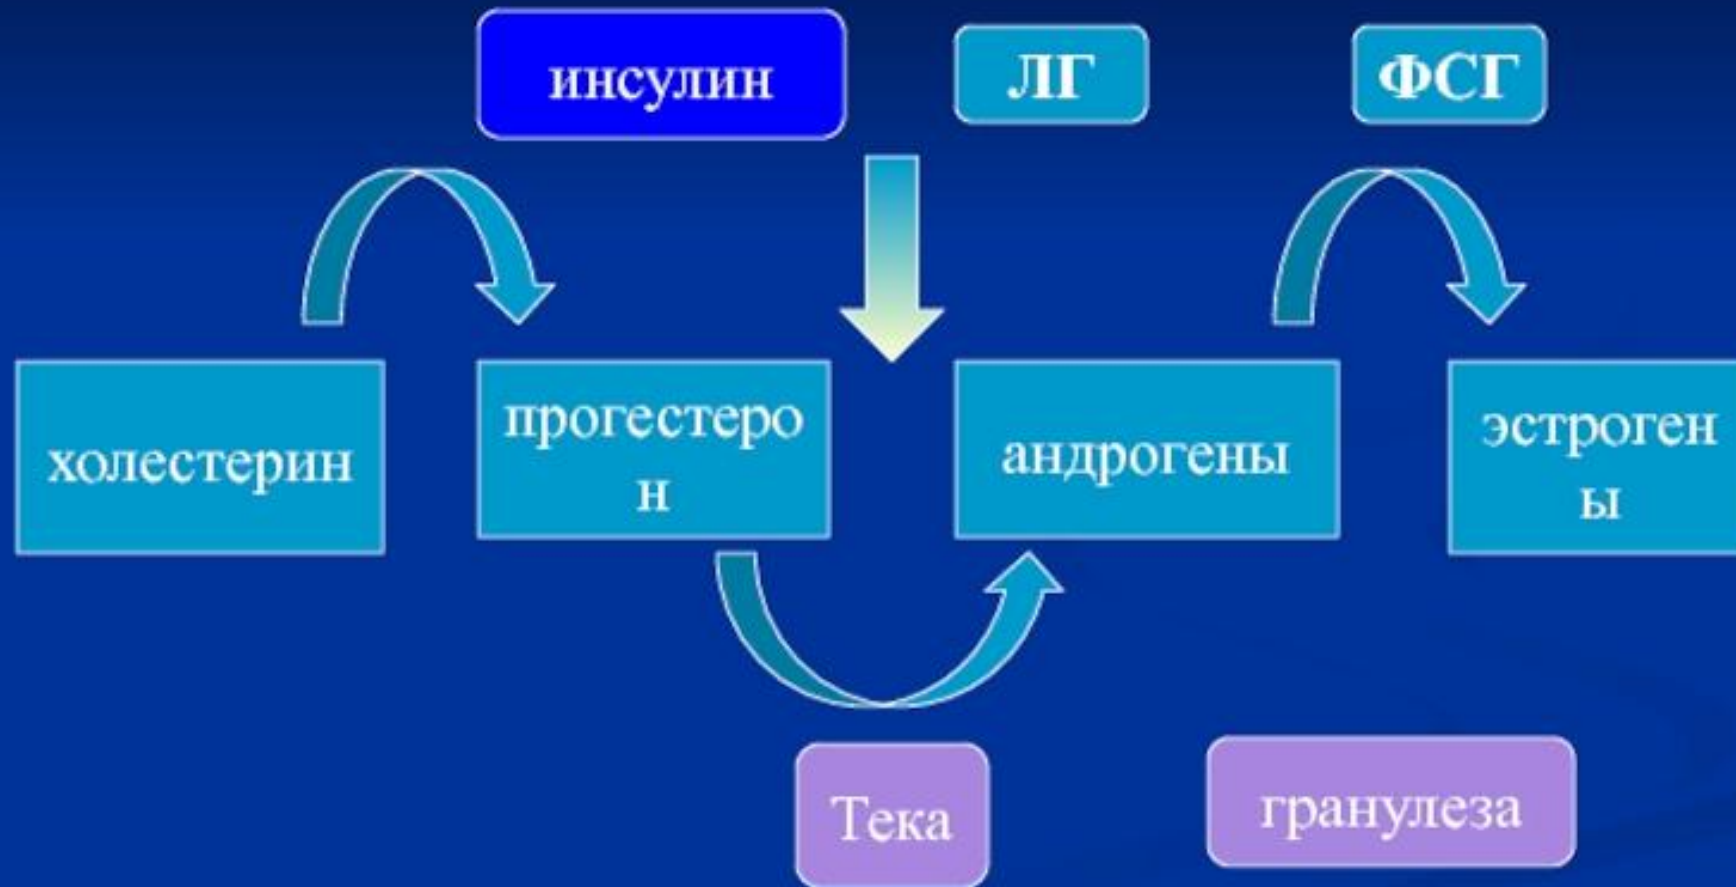 инсулин
ЛГ
ФСГ
холестерин
прогестеро
н
андрогены
эстроген
ы
Тека
гранулеза